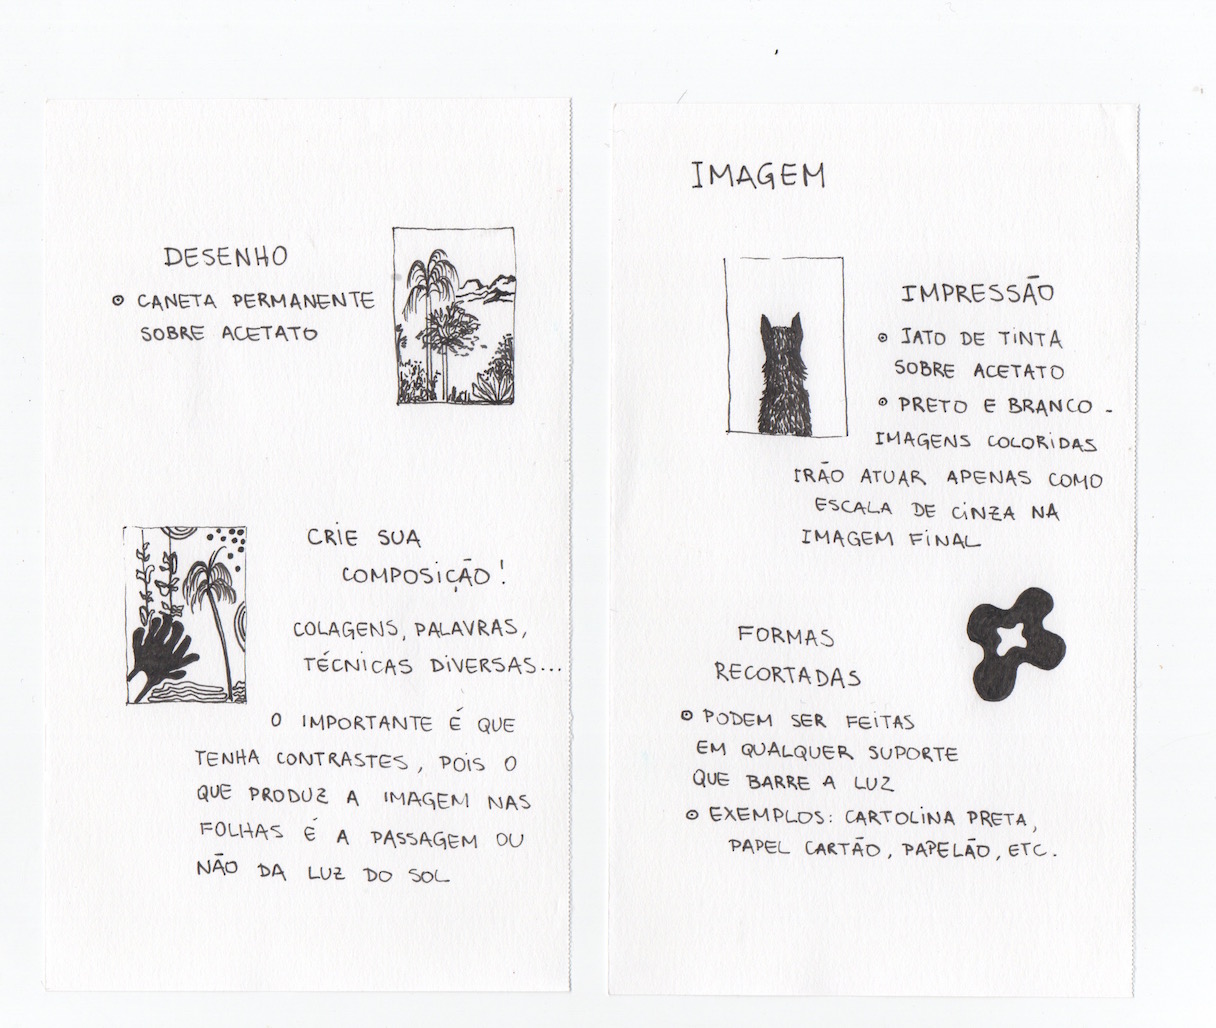 DESENHO
CANETA PERMANENTE
SOBRE ACETATO
CRIE SUA
COMPOSIÇÃO!
COLAGENS, PALAVRAS,
TÉCNICAS DIVERSAS...
O IMPORTANTE É QUE
TENHA CONTRASTES, POIS O
QUE PRODUZ A IMAGEM NAS
FOLHAS É A PASSAGEM OU
NÃO DA LUZ DO SOL
IMAGEM
IMPRESSÃO
JATO DE TINTA
SOBRE ACETATO
PRETO E BRANCO -
IMAGENS COLORIDAS
IRÃO ATUAR APENAS COMO
ESCALA DE CINZA NA
IMAGEM FINAL
FORMAS
RECORTADAS
PODEM SER FEITAS
EM QUALQUER SUPORTE
QUE BARRE A LUZ
EXEMPLOS: CARTOLINA PRETA,
PAPEL CARTÃO, PAPELÃO, ETC.